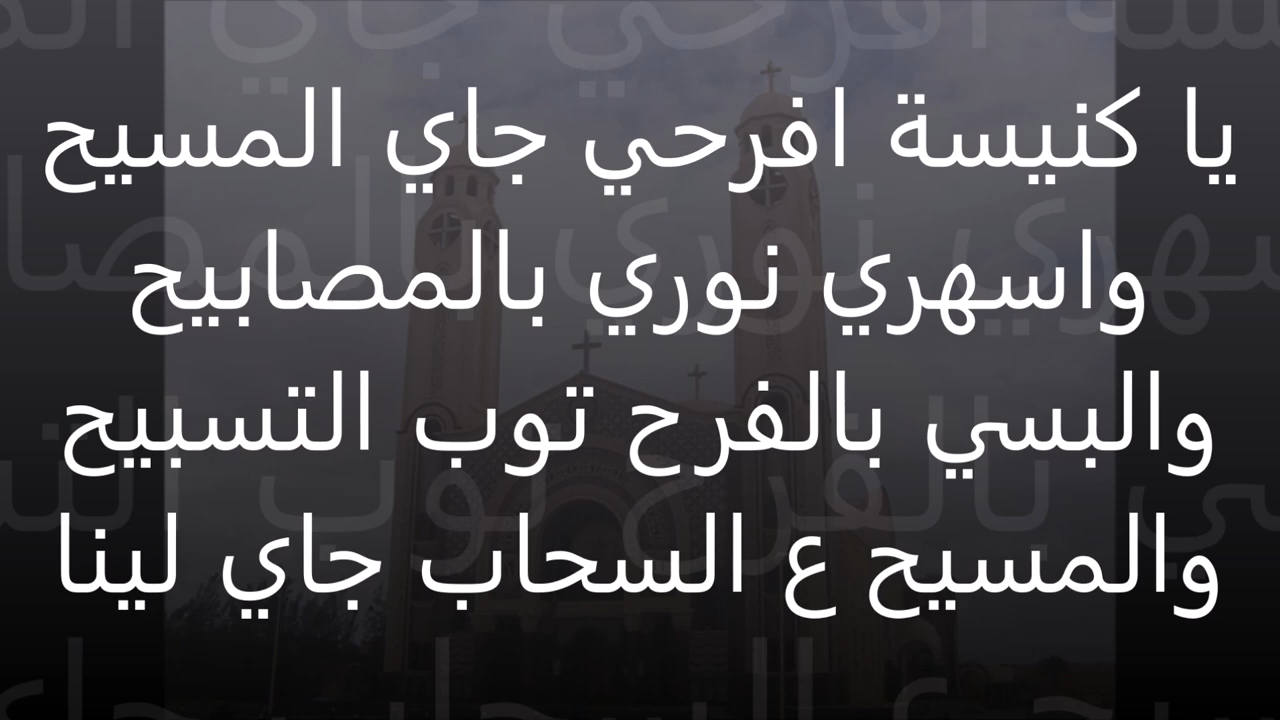 يا كنيسة افرحي جاي المسيح
واسهري نوري بالمصابيح
والبسي بالفرح توب التسبيح
والمسيح ع السحاب جاي لينا